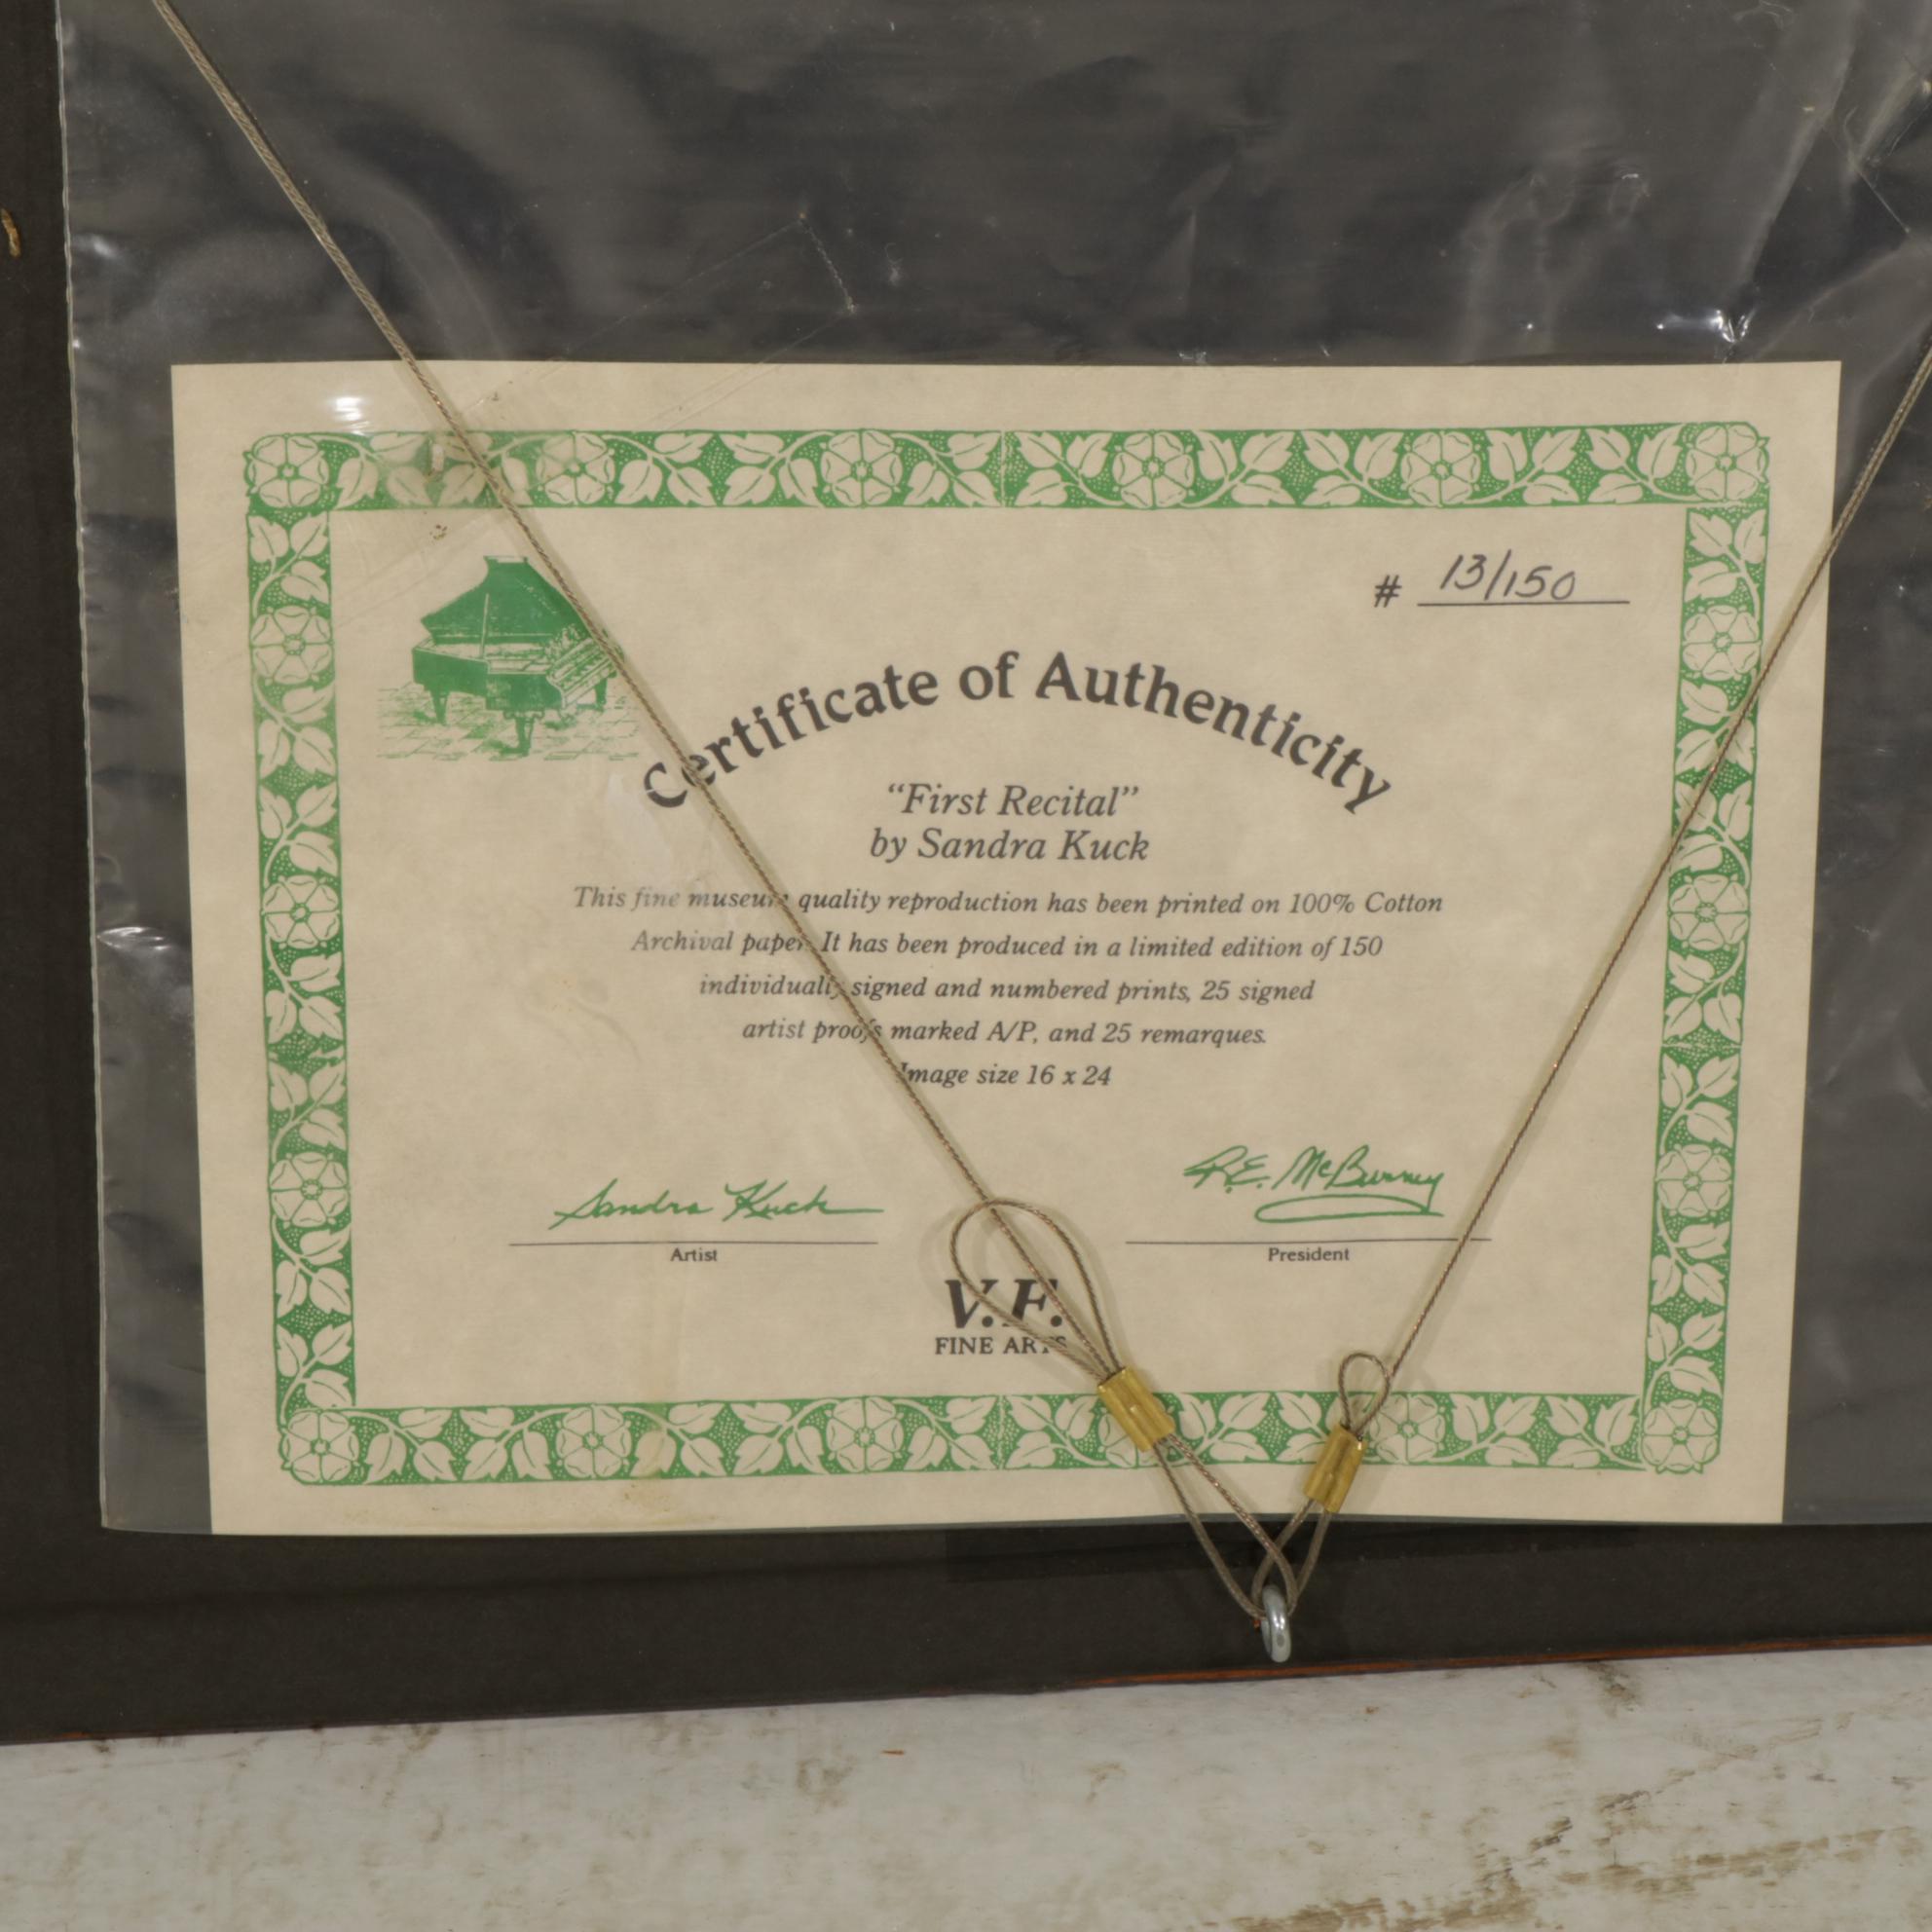 # 13/150
Certificate of Authenticity
“First Recital”
by Sandra Kuck
This fine museum quality reproduction has been printed on 100% Cotton
Archival paper. It has been produced in a limited edition of 150
individually signed and numbered prints, 25 signed
artist proofs marked A/P, and 25 remarques.
Image size 16 x 24
Sandra Kuck
R.E. McBurney
Artist
President
V.F.
FINE ARTS